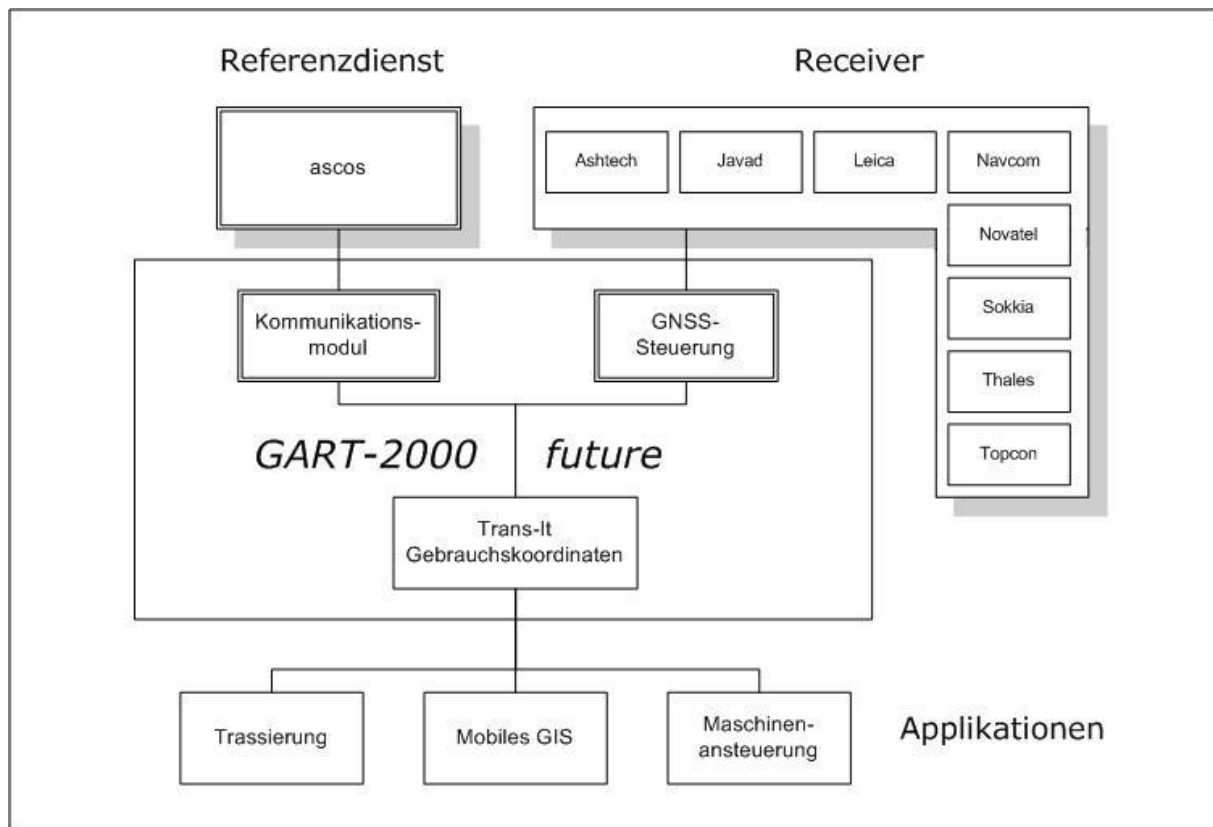 Referenzdienst
Receiver
ascos
Ashtech
Javad
Leica
Navcom
Novatel
Sokkia
Thales
Topcon
Kommunikations-
modul
GNSS-
Steuerung
GART-2000 future
Trans-It
Gebrauchskoordinaten
Trassierung
Mobiles GIS
Maschinen-
ansteuerung
Applikationen